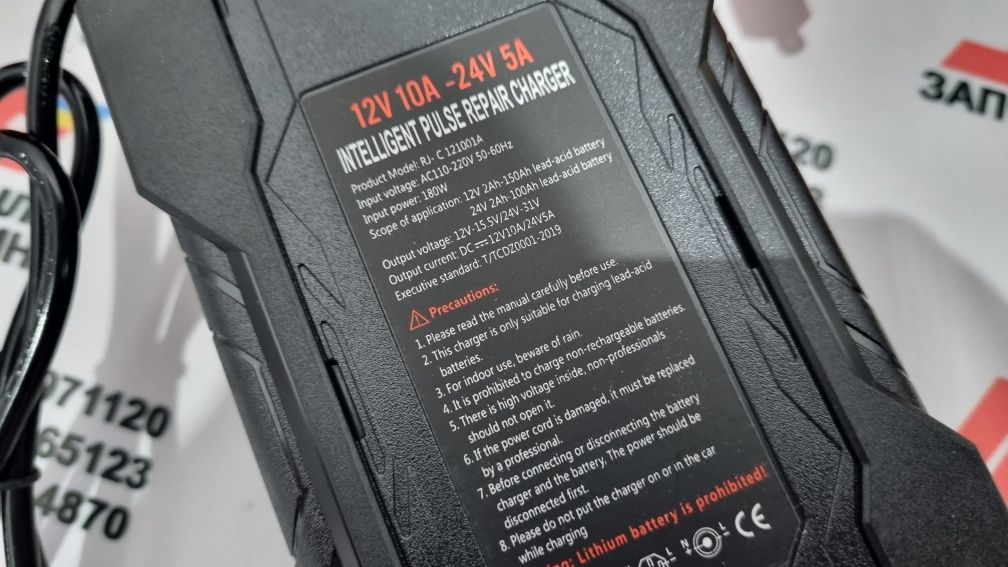 12V 10A -24V 5A
INTELLIGENT PULSE REPAIR CHARGER
Product Model: RJ- C 121001A
Input voltage: AC110-220V 50-60Hz
Input power: 180W
Scope of application: 12V 2Ah-150Ah lead-acid battery
24V 2Ah-100Ah lead-acid battery
Output voltage: 12V-15.5V/24V-31V
Output current: DC⎓12V10A/24V5A
Executive standard: T/TCDZ0001-2019
Precautions:
1. Please read the manual carefully before use.
2. This charger is only suitable for charging lead-acid
batteries.
3. For indoor use, beware of rain.
4. It is prohibited to charge non-rechargeable batteries.
5. There is high voltage inside, non-professionals
should not open it.
6. If the power cord is damaged, it must be replaced
by a professional.
7. Before connecting or disconnecting the battery
charger and the battery, The power should be
disconnected first.
8. Please do not put the charger on or in the car
while charging
Lithium battery is prohibited!
N
L
L
CE
ЗАП
20
971120
65123
4870